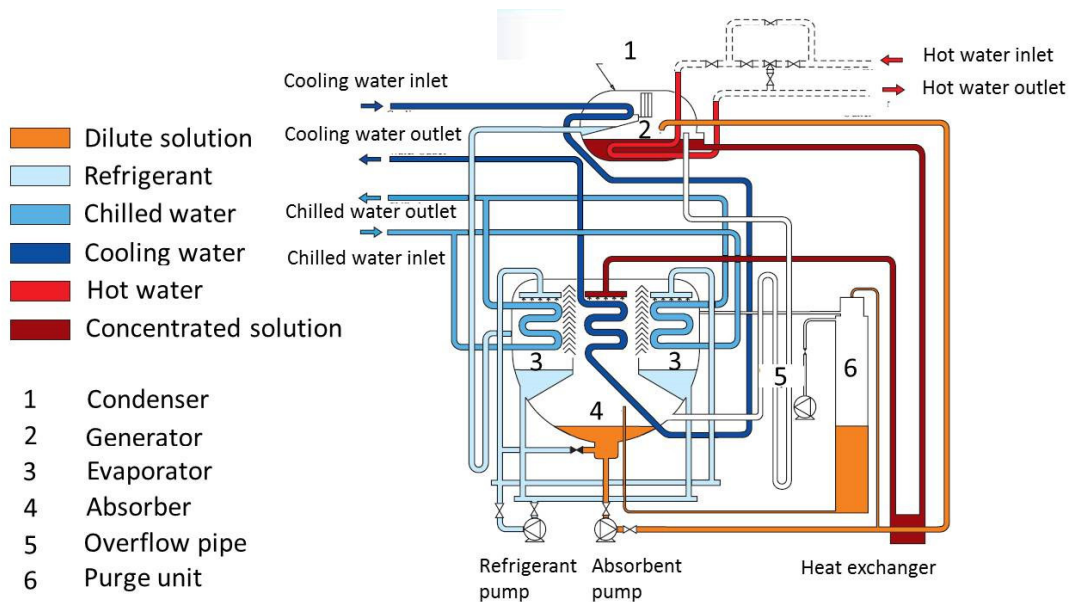 1
Hot water inlet
Cooling water inlet
Hot water outlet
2
Cooling water outlet
Dilute solution
Refrigerant
Chilled water
Chilled water outlet
Cooling water
Chilled water inlet
Hot water
Concentrated solution
3
3
5
6
1 Condenser
4
2 Generator
3 Evaporator
4 Absorber
5 Overflow pipe
6 Purge unit
Refrigerant
pump
Absorbent
pump
Heat exchanger